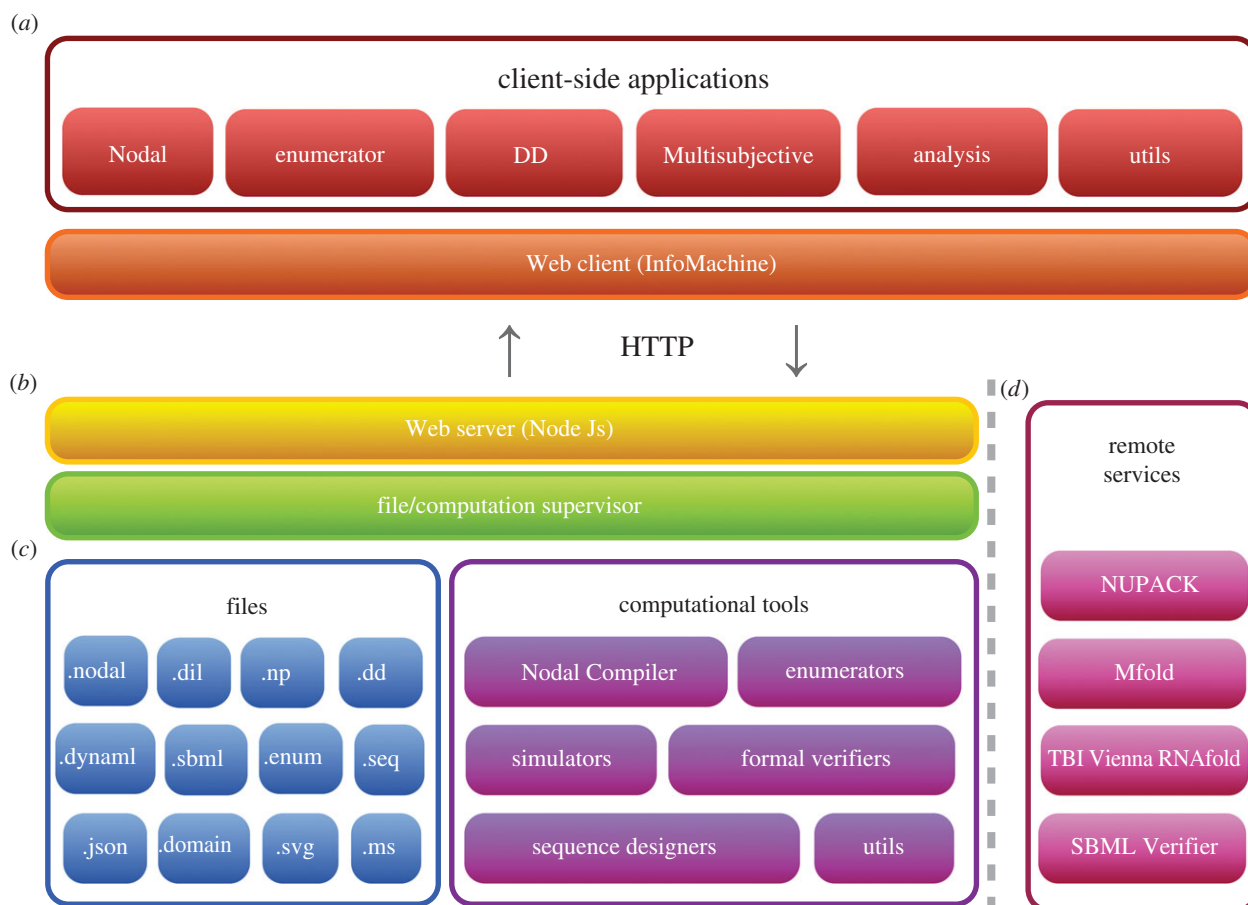 (a)
client-side applications
Nodal enumerator DD Multisubjective analysis utils
Web client (InfoMachine)
HTTP
(b)
Web server (Node Js)
file/computation supervisor
(c)
files
.nodal .dil .np .dd
.dynaml .sbml .enum .seq
.json .domain .svg .ms
computational tools
Nodal Compiler enumerators
simulators formal verifiers
sequence designers utils
(d)
remote
services
NUPACK
Mfold
TBI Vienna RNAfold
SBML Verifier